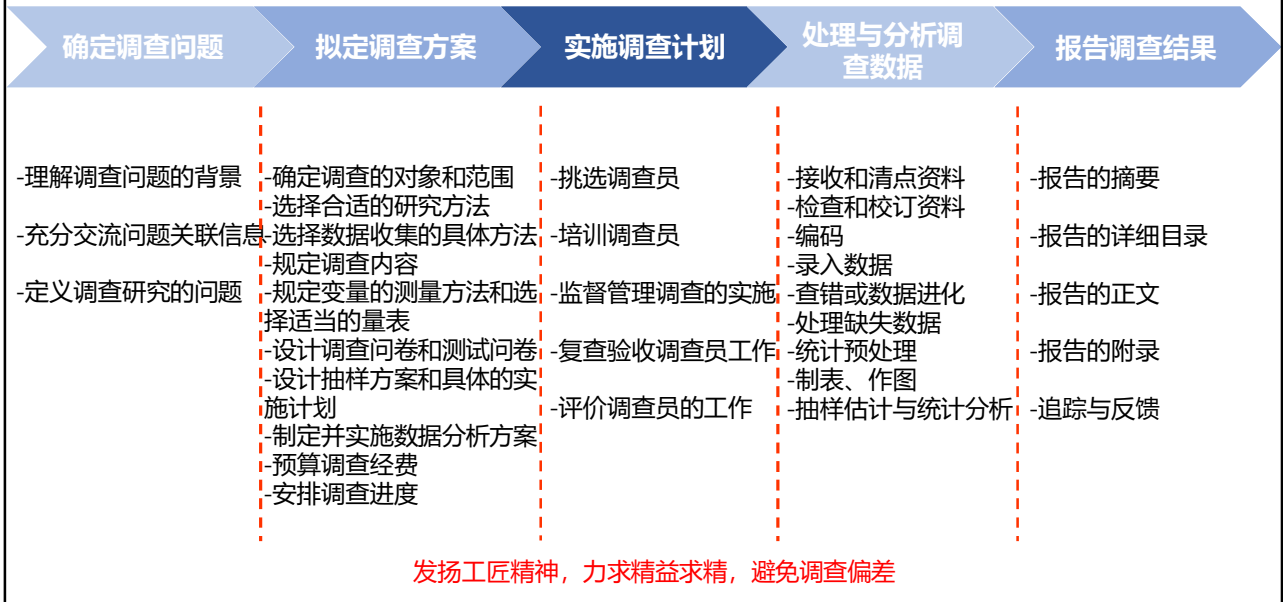 确定调查问题
拟定调查方案
实施调查计划
处理与分析调
查数据
报告调查结果
-理解调查问题的背景
-充分交流问题关联信息
-定义调查研究的问题
-确定调查的对象和范围
-选择合适的研究方法
-选择数据收集的具体方法
-规定调查内容
-规定变量的测量方法和选
择适当的量表
-设计调查问卷和测试问卷
-设计抽样方案和具体的实
施计划
-制定并实施数据分析方案
-预算调查经费
-安排调查进度
-挑选调查员
-培训调查员
-监督管理调查的实施
-复查验收调查员工作
-评价调查员的工作
-接收和清点资料
-检查和校订资料
-编码
-录入数据
-查错或数据进化
-处理缺失数据
-统计预处理
-制表、作图
-抽样估计与统计分析
-报告的摘要
-报告的详细目录
-报告的正文
-报告的附录
-追踪与反馈
发扬工匠精神，力求精益求精，避免调查偏差